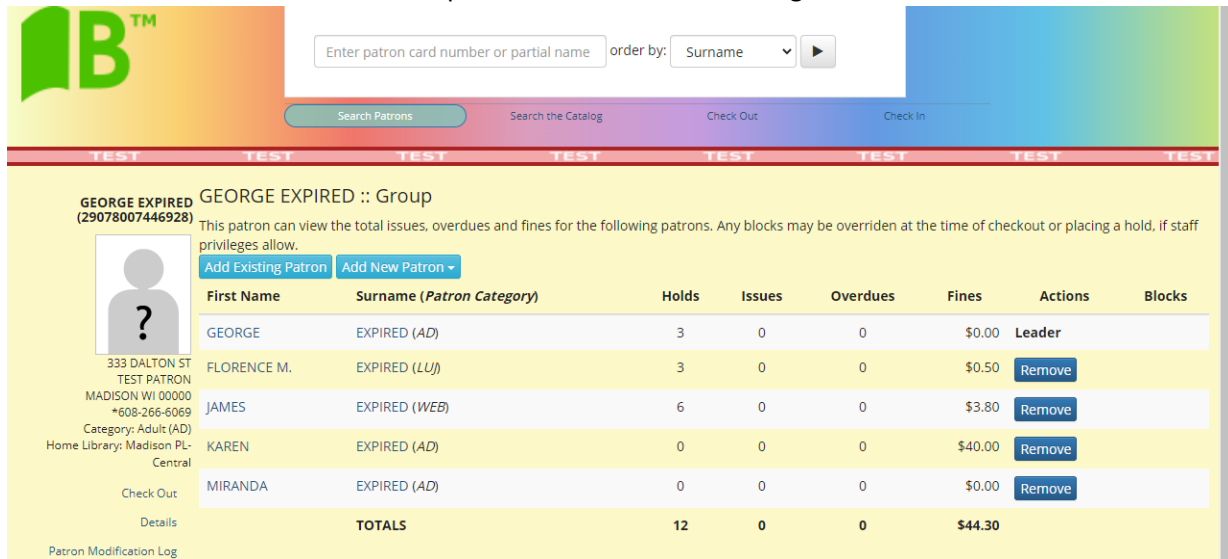 B™
Enter patron card number or partial name order by: Surname
Search Patrons Search the Catalog Check Out Check In
TEST TEST TEST TEST TEST TEST TEST TEST
GEORGE EXPIRED
(29078007446928)
?
333 DALTON ST
TEST PATRON
MADISON WI 00000
*608-266-6069
Category: Adult (AD)
Home Library: Madison PL-
Central
Check Out
Details
Patron Modification Log
GEORGE EXPIRED :: Group
This patron can view the total issues, overdues and fines for the following patrons. Any blocks may be overriden at the time of checkout or placing a hold, if staff
privileges allow.
Add Existing Patron Add New Patron
First Name Surname (Patron Category) Holds Issues Overdues Fines Actions Blocks
GEORGE EXPIRED (AD) 3 0 0 $0.00 Leader
FLORENCE M. EXPIRED (LUJ) 3 0 0 $0.50 Remove
JAMES EXPIRED (WEB) 6 0 0 $3.80 Remove
KAREN EXPIRED (AD) 0 0 0 $40.00 Remove
MIRANDA EXPIRED (AD) 0 0 0 $0.00 Remove
TOTALS 12 0 0 $44.30